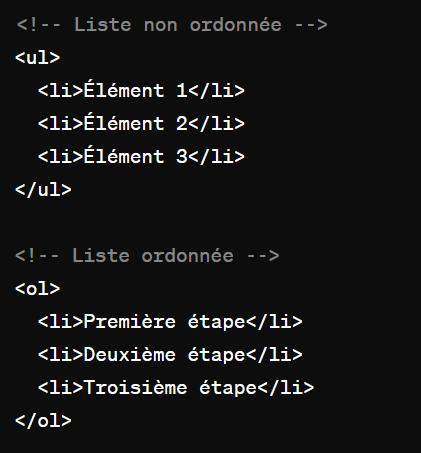 <!-- Liste non ordonnée -->
<ul>
  <li>Élément 1</li>
  <li>Élément 2</li>
  <li>Élément 3</li>
</ul>

<!-- Liste ordonnée -->
<ol>
  <li>Première étape</li>
  <li>Deuxième étape</li>
  <li>Troisième étape</li>
</ol>